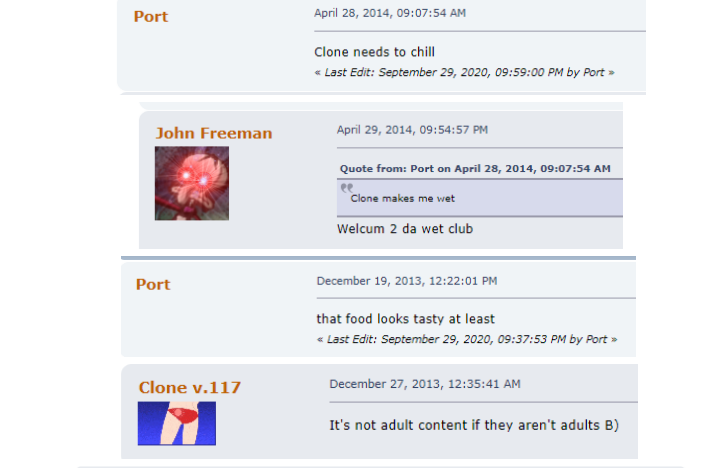 Port
April 28, 2014, 09:07:54 AM
Clone needs to chill
« Last Edit: September 29, 2020, 09:59:00 PM by Port »
John Freeman
April 29, 2014, 09:54:57 PM
Quote from: Port on April 28, 2014, 09:07:54 AM
Clone makes me wet
Welcum 2 da wet club
Port
December 19, 2013, 12:22:01 PM
that food looks tasty at least
« Last Edit: September 29, 2020, 09:37:53 PM by Port »
Clone v.117
December 27, 2013, 12:35:41 AM
It's not adult content if they aren't adults B)